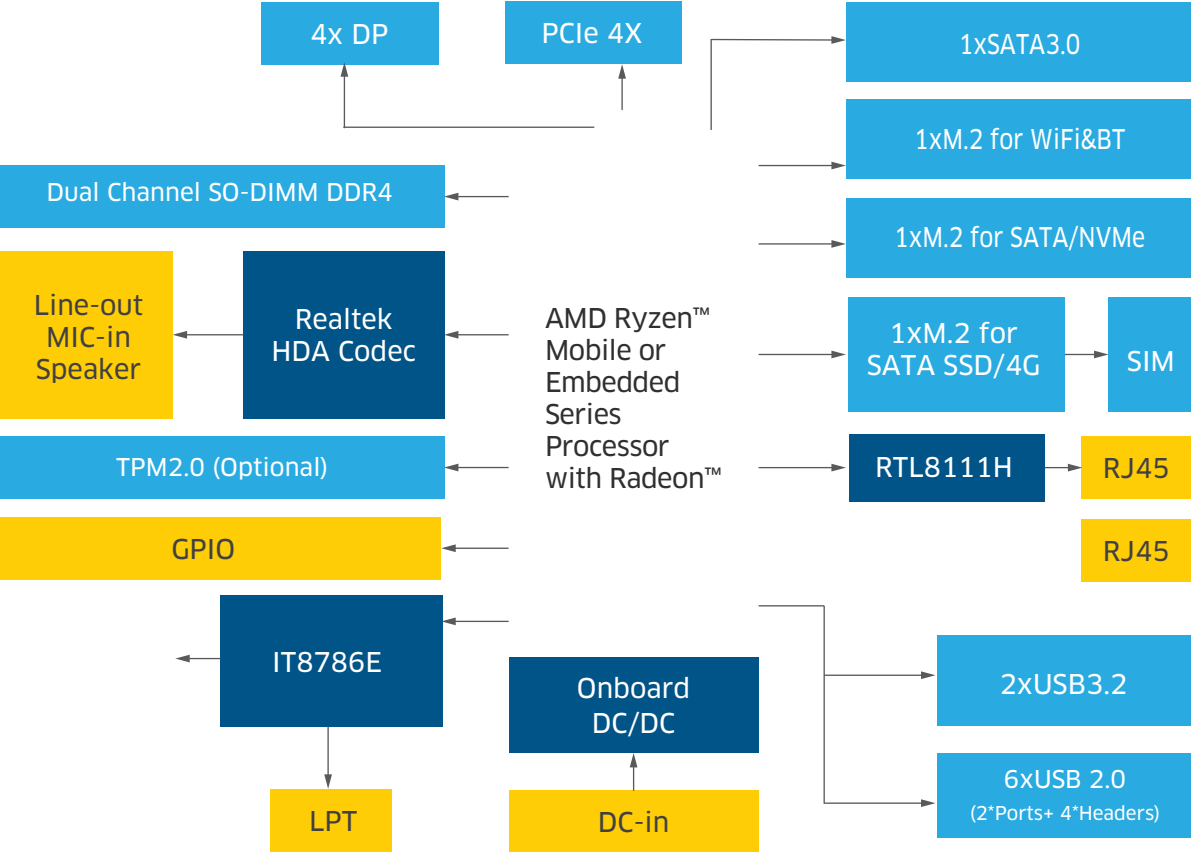 4x DP
PCIe 4X
1xSATA3.0
1xM.2 for WiFi&BT
Dual Channel SO-DIMM DDR4
1xM.2 for SATA/NVMe
Line-out
MIC-in
Speaker
Realtek
HDA Codec
AMD Ryzen™
Mobile or
Embedded
Series
Processor
with Radeon™
1xM.2 for
SATA SSD/4G
SIM
TPM2.0 (Optional)
RTL8111H
RJ45
GPIO
RJ45
IT8786E
Onboard
DC/DC
2xUSB3.2
LPT
DC-in
6xUSB 2.0
(2*Ports+ 4*Headers)